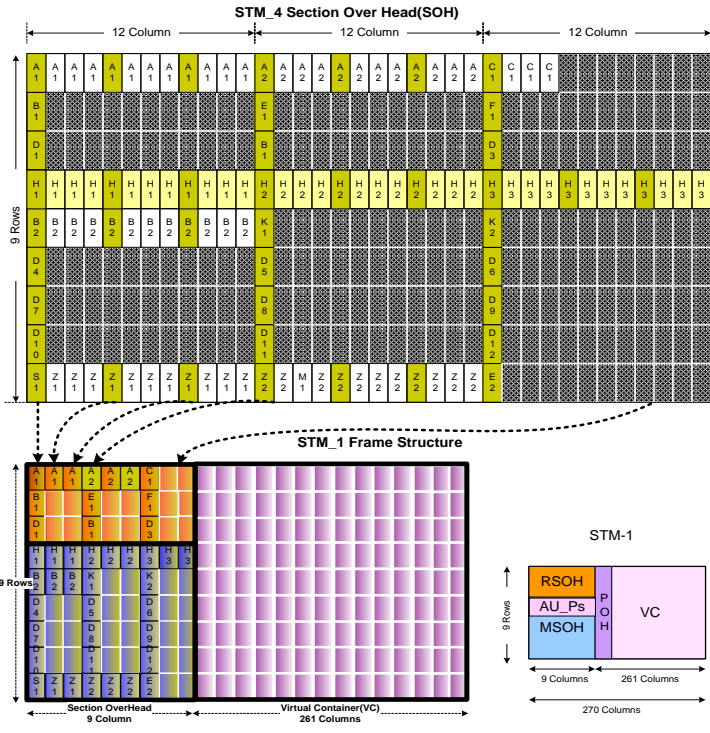 STM_4 Section Over Head(SOH)
12 Column 12 Column 12 Column
A1 A1 A1 A1 A1 A1 A1 A1 A1 A1 A1 A1 A2 A2 A2 A2 A2 A2 A2 A2 A2 A2 A2 A2 C1 C1 C1 C1
B1 E1 F1
D1 B1 D3
H1 H1 H1 H1 H1 H1 H1 H1 H1 H1 H1 H1 H2 H2 H2 H2 H2 H2 H2 H2 H2 H2 H2 H2 H3 H3 H3 H3 H3 H3 H3 H3 H3 H3 H3 H3
9 Rows
B2 B2 B2 B2 B2 B2 B2 B2 B2 B2 B2 B2 K1 K2
D4 D5 D6
D7 D8 D9
D10 D11 D12
S1 Z1 Z1 Z1 Z1 Z1 Z1 Z1 Z1 Z1 Z1 Z1 Z2 Z2 M1 Z2 Z2 Z2 Z2 Z2 Z2 Z2 Z2 Z2 E2
STM_1 Frame Structure
A1 A1 A1 A2 A2 A2 C1
B1 E1 F1
D1 B1 D3
H1 H1 H1 H2 H2 H2 H3 H3 H3
9 Rows
B2 B2 B2 K1 K2
D4 D5 D6
D7 D8 D9
D10 D11 D12
S1 Z1 Z1 Z2 Z2 Z2 E2
Section OverHead
9 Column
Virtual Container(VC)
261 Columns
STM-1
9 Rows
RSOH
AU_Ps
MSOH
POH
VC
9 Columns 261 Columns
270 Columns